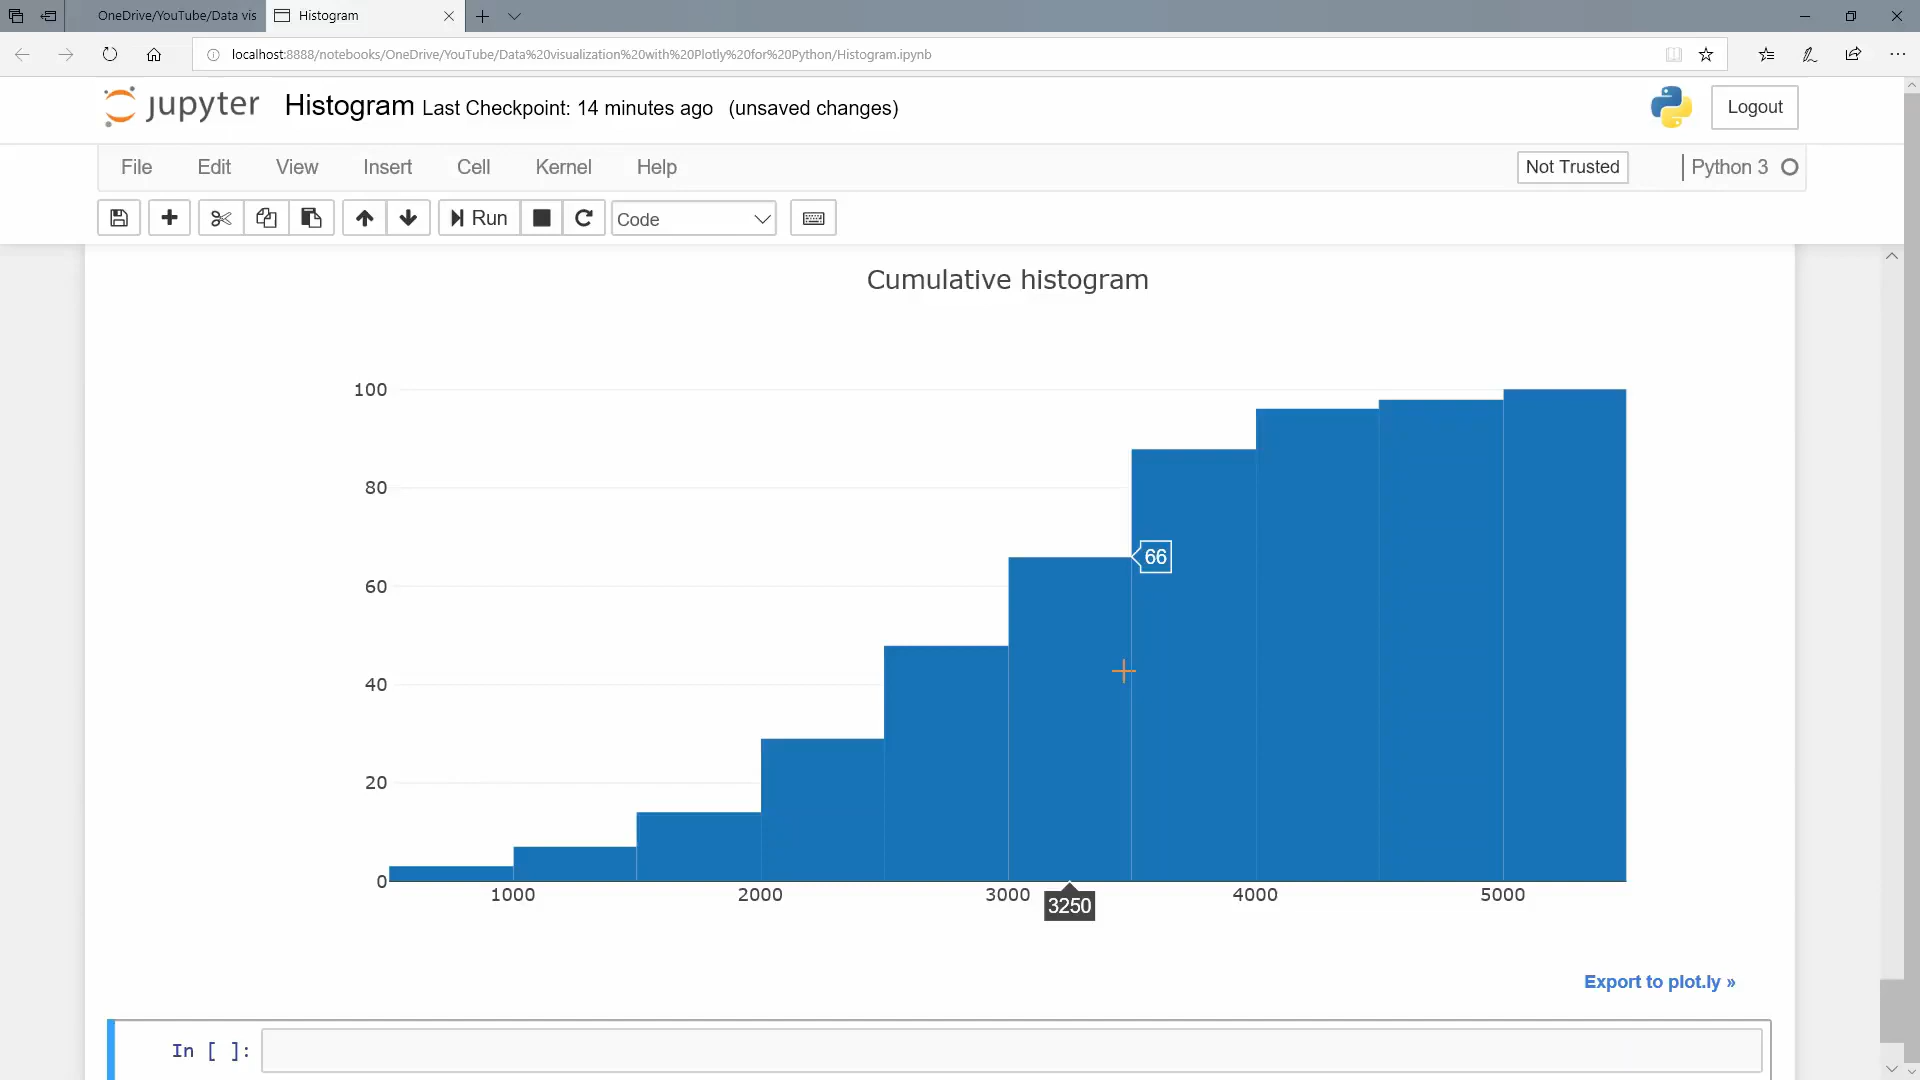 OneDrive/YouTube/Data vis
Histogram
localhost:8888/notebooks/OneDrive/YouTube/Data%20visualization%20with%20Plotly%20for%20Python/Histogram.ipynb
jupyter Histogram Last Checkpoint: 14 minutes ago (unsaved changes)
Logout
File Edit View Insert Cell Kernel Help
Not Trusted
Python 3
Run
Code
Cumulative histogram
100
80
66
60
40
20
0
1000 2000 3000 4000 5000
3250
Export to plot.ly »
In [ ]: